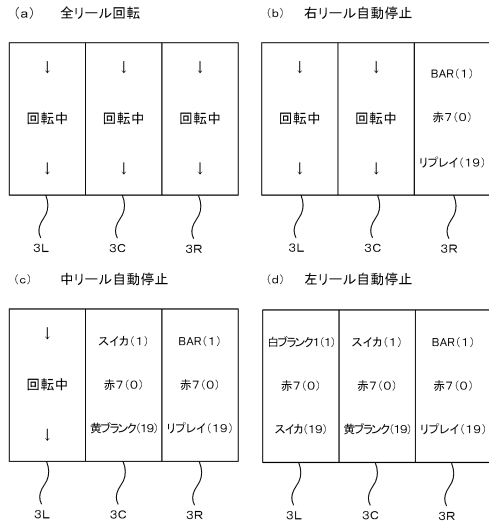 (a) 全リール回転
↓ ↓ ↓
回転中 回転中 回転中
↓ ↓ ↓
3L 3C 3R
(b) 右リール自動停止
↓ ↓ BAR(1)
回転中 回転中 赤7(0)
↓ ↓ リプレイ(19)
3L 3C 3R
(c) 中リール自動停止
↓ スイカ(1) BAR(1)
回転中 赤7(0) 赤7(0)
↓ 黄ブランク(19) リプレイ(19)
3L 3C 3R
(d) 左リール自動停止
白ブランク1(1) スイカ(1) BAR(1)
赤7(0) 赤7(0) 赤7(0)
スイカ(19) 黄ブランク(19) リプレイ(19)
3L 3C 3R